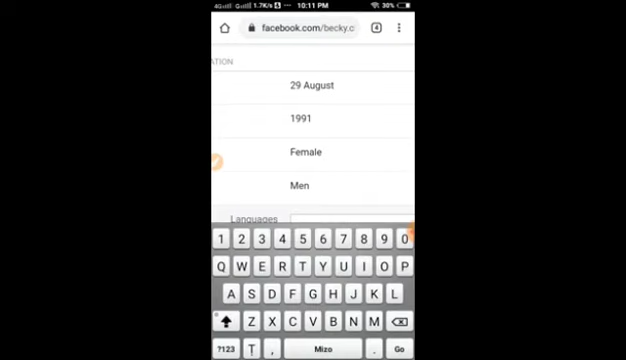 4G 4G 1.7K/s 10:11 PM 30%
facebook.com/becky.c 4
ATION
29 August
1991
Female
Men
Languages
1 2 3 4 5 6 7 8 9 0
Q W E R T Y U I O P
A S D F G H J K L
Z X C V B N M
?123 Ṭ , Mizo . Go